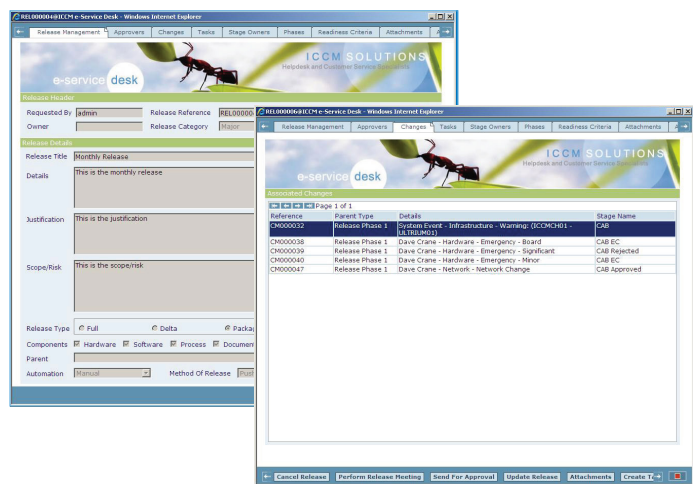 REL000004@ICCM e-Service Desk - Windows Internet Explorer
Release Management Approvers Changes Tasks Stage Owners Phases Readiness Criteria Attachments
ICCM SOLUTIONS
Helpdesk and Customer Service Specialists
e-service desk
Release Header
Requested By admin Release Reference REL00000
Owner Release Category Major
Release Details
Release Title Monthly Release
Details This is the monthly release
Justification This is the justification
Scope/Risk This is the scope/risk
Release Type Full Delta Packag
Components Hardware Software Process Document
Parent
Automation Manual Method Of Release Push
REL000006@ICCM e-Service Desk - Windows Internet Explorer
Release Management Approvers Changes Tasks Stage Owners Phases Readiness Criteria Attachments
ICCM SOLUTIONS
Helpdesk and Customer Service Specialists
e-service desk
Associated Changes
Page 1 of 1
Reference Parent Type Details Stage Name
CM000032 Release Phase 1 System Event - Infrastructure - Warning: (ICCMCH01 - CAB
ULTRIUM01)
CM000038 Release Phase 1 Dave Crane - Hardware - Emergency - Board CAB EC
CM000039 Release Phase 1 Dave Crane - Hardware - Emergency - Significant CAB Rejected
CM000040 Release Phase 1 Dave Crane - Hardware - Emergency - Minor CAB EC
CM000047 Release Phase 1 Dave Crane - Network - Network Change CAB Approved
Cancel Release Perform Release Meeting Send For Approval Update Release Attachments Create Ta